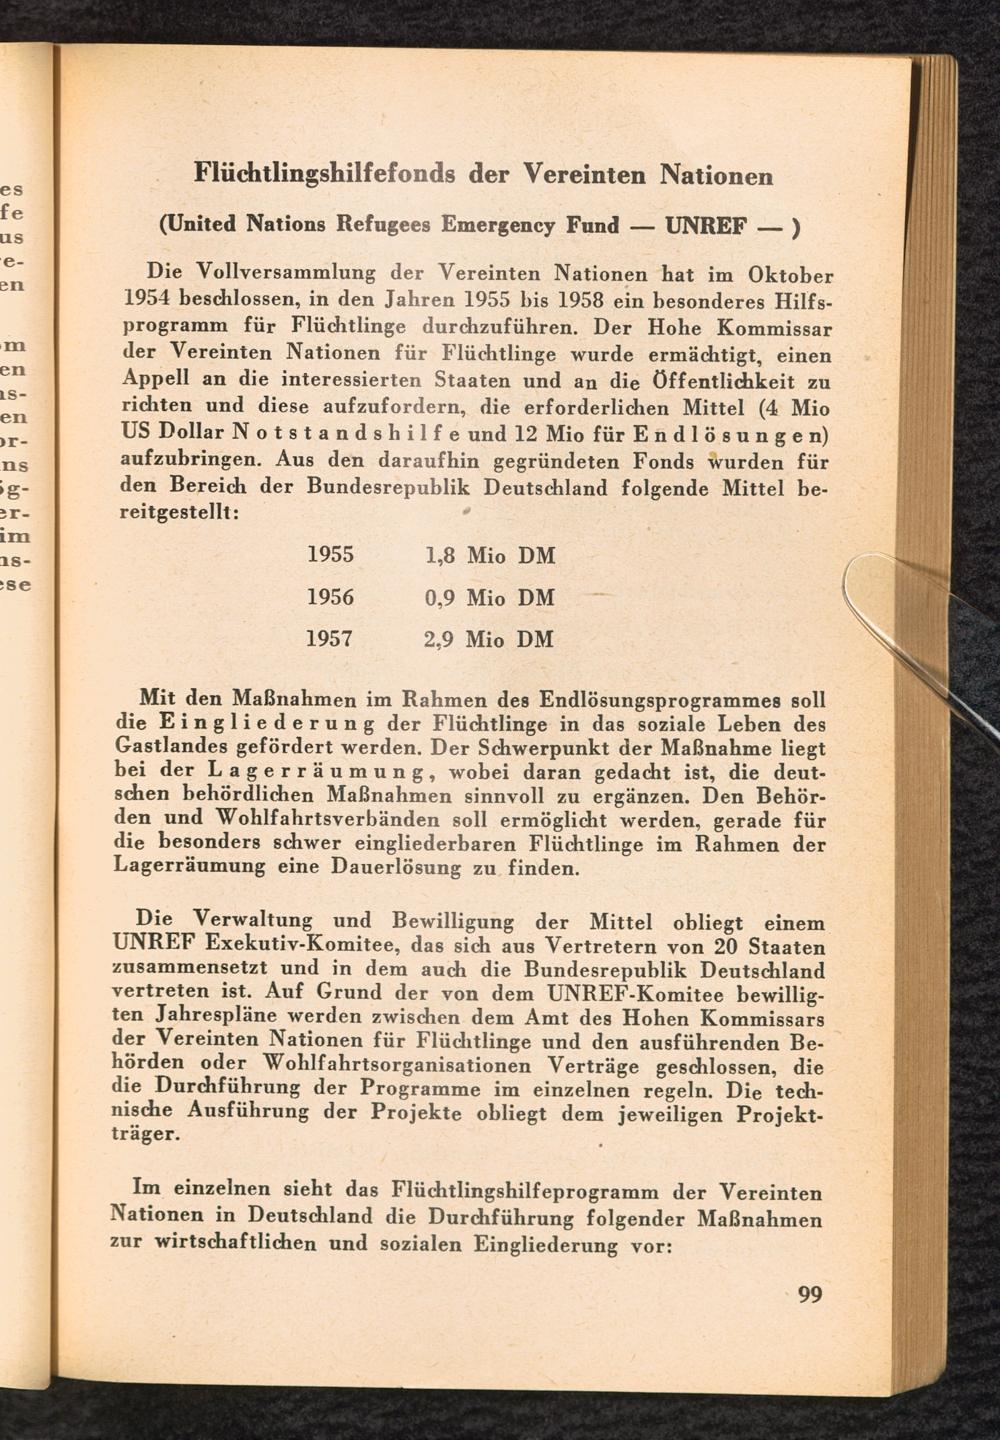 Flüchtlingshilfefonds der Vereinten Nationen
(United Nations Refugees Emergency Fund — UNREF — )
Die Vollversammlung der Vereinten Nationen hat im Oktober
1954 beschlossen, in den Jahren 1955 bis 1958 ein besonderes Hilfs-
programm für Flüchtlinge durchzuführen. Der Hohe Kommissar
der Vereinten Nationen für Flüchtlinge wurde ermächtigt, einen
Appell an die interessierten Staaten und an die Öffentlichkeit zu
richten und diese aufzufordern, die erforderlichen Mittel (4 Mio
US Dollar Notstandshilfe und 12 Mio für Endlösungen)
aufzubringen. Aus den daraufhin gegründeten Fonds wurden für
den Bereich der Bundesrepublik Deutschland folgende Mittel be-
reitgestellt:
1955 1,8 Mio DM
1956 0,9 Mio DM
1957 2,9 Mio DM
Mit den Maßnahmen im Rahmen des Endlösungsprogrammes soll
die Eingliederung der Flüchtlinge in das soziale Leben des
Gastlandes gefördert werden. Der Schwerpunkt der Maßnahme liegt
bei der Lagerräumung, wobei daran gedacht ist, die deut-
schen behördlichen Maßnahmen sinnvoll zu ergänzen. Den Behör-
den und Wohlfahrtsverbänden soll ermöglicht werden, gerade für
die besonders schwer eingliederbaren Flüchtlinge im Rahmen der
Lagerräumung eine Dauerlösung zu finden.
Die Verwaltung und Bewilligung der Mittel obliegt einem
UNREF Exekutiv-Komitee, das sich aus Vertretern von 20 Staaten
zusammensetzt und in dem auch die Bundesrepublik Deutschland
vertreten ist. Auf Grund der von dem UNREF-Komitee bewillig-
ten Jahrespläne werden zwischen dem Amt des Hohen Kommissars
der Vereinten Nationen für Flüchtlinge und den ausführenden Be-
hörden oder Wohlfahrtsorganisationen Verträge geschlossen, die
die Durchführung der Programme im einzelnen regeln. Die tech-
nische Ausführung der Projekte obliegt dem jeweiligen Projekt-
träger.
Im einzelnen sieht das Flüchtlingshilfeprogramm der Vereinten
Nationen in Deutschland die Durchführung folgender Maßnahmen
zur wirtschaftlichen und sozialen Eingliederung vor:
99